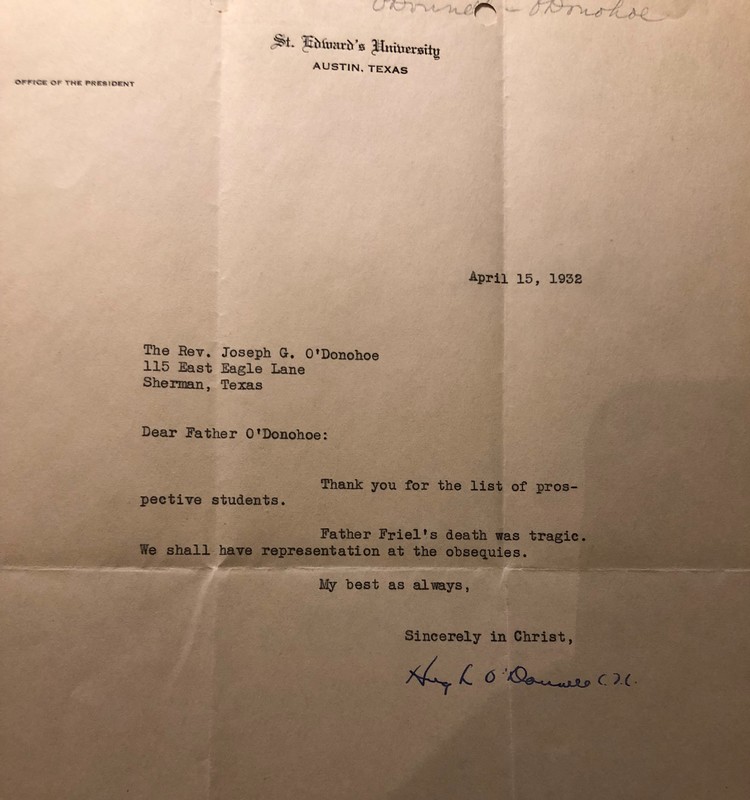 O'Donnell - O'Donohoe
St. Edward's University
AUSTIN, TEXAS
OFFICE OF THE PRESIDENT
April 15, 1932
The Rev. Joseph G. O'Donohoe
115 East Eagle Lane
Sherman, Texas
Dear Father O'Donohoe:
Thank you for the list of pros-
pective students.
Father Friel's death was tragic.
We shall have representation at the obsequies.
My best as always,
Sincerely in Christ,
Hugh O'Donnell C.S.C.